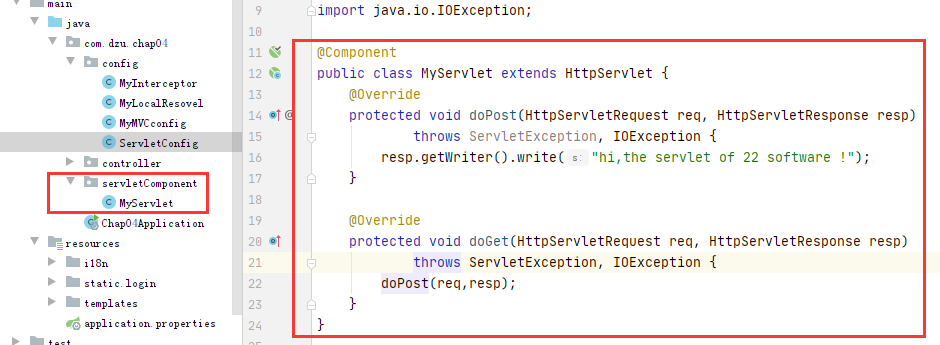 main
java
com.dzu.chap04
config
MyInterceptor
MyLocalResovel
MyMVCconfig
ServletConfig
controller
servletComponent
MyServlet
Chap04Application
resources
i18n
static.login
templates
application.properties
test
9 import java.io.IOException;
10
11 @Component
12 public class MyServlet extends HttpServlet {
13 @Override
14 @ protected void doPost(HttpServletRequest req, HttpServletResponse resp)
15 throws ServletException, IOException {
16 resp.getWriter().write( s: "hi,the servlet of 22 software !");
17 }
18
19 @Override
20 protected void doGet(HttpServletRequest req, HttpServletResponse resp)
21 throws ServletException, IOException {
22 doPost(req,resp);
23 }
24 }
25